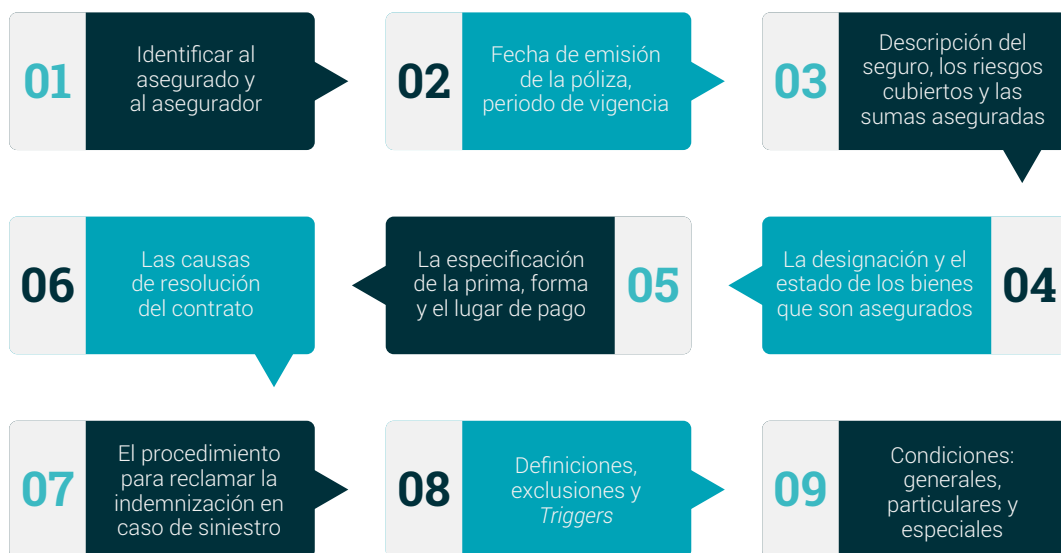 01
Identificar al
asegurado y
al asegurador
02
Fecha de emisión
de la póliza,
periodo de vigencia
03
Descripción del
seguro, los riesgos
cubiertos y las
sumas aseguradas
04
La designación y el
estado de los bienes
que son asegurados
05
La especificación
de la prima, forma
y el lugar de pago
06
Las causas
de resolución
del contrato
07
El procedimiento
para reclamar la
indemnización en
caso de siniestro
08
Definiciones,
exclusiones y
Triggers
09
Condiciones:
generales,
particulares y
especiales